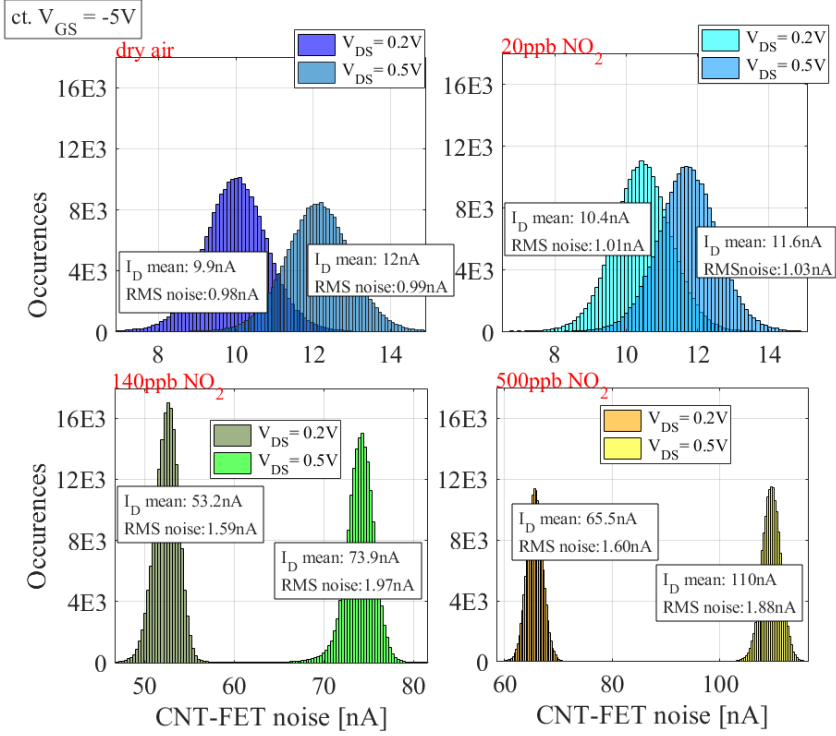 ct. V_GS = -5V
dry air
V_DS= 0.2V
V_DS= 0.5V
16E3
12E3
8E3
4E3
0
Occurences
I_D mean: 9.9nA
RMS noise:0.98nA
I_D mean: 12nA
RMS noise:0.99nA
8 10 12 14
20ppb NO_2
V_DS= 0.2V
V_DS= 0.5V
16E3
12E3
8E3
4E3
0
I_D mean: 10.4nA
RMS noise:1.01nA
I_D mean: 11.6nA
RMSnoise:1.03nA
8 10 12 14
140ppb NO_2
V_DS= 0.2V
V_DS= 0.5V
16E3
12E3
8E3
4E3
0
Occurences
I_D mean: 53.2nA
RMS noise:1.59nA
I_D mean: 73.9nA
RMS noise:1.97nA
50 60 70 80
CNT-FET noise [nA]
500ppb NO_2
V_DS= 0.2V
V_DS= 0.5V
16E3
12E3
8E3
4E3
0
I_D mean: 65.5nA
RMS noise:1.60nA
I_D mean: 110nA
RMS noise:1.88nA
60 80 100
CNT-FET noise [nA]